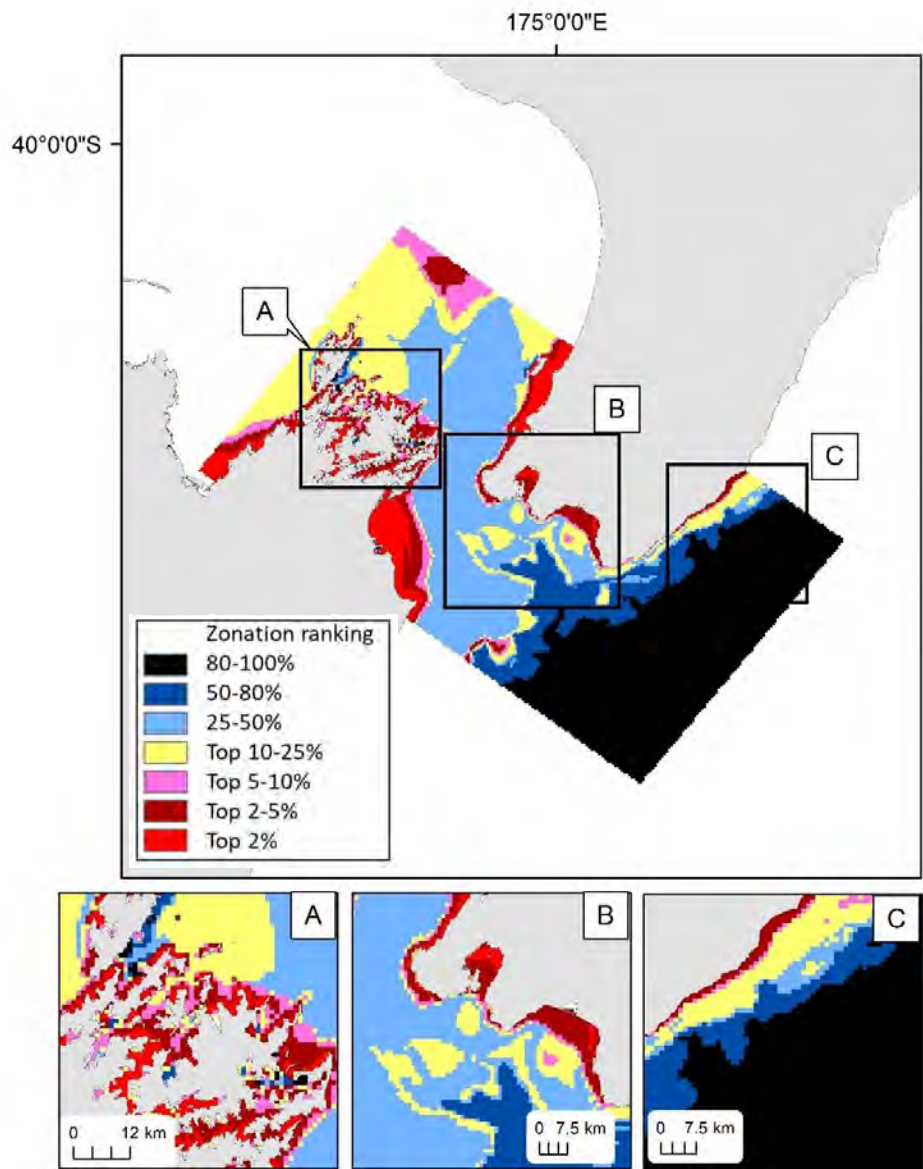 175°0'0"E
40°0'0"S
A
B
C
Zonation ranking
80-100%
50-80%
25-50%
Top 10-25%
Top 5-10%
Top 2-5%
Top 2%
A
B
C
0 12 km
0 7.5 km
0 7.5 km